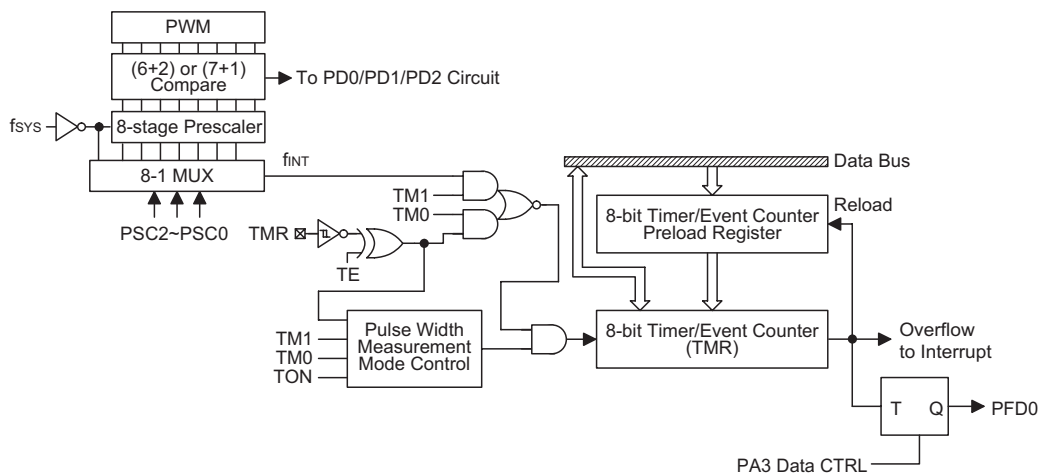 PWM
(6+2) or (7+1)
Compare
To PD0/PD1/PD2 Circuit
fSYS
8-stage Prescaler
8-1 MUX
fINT
PSC2~PSC0
TM1
TM0
TMR
TE
Data Bus
8-bit Timer/Event Counter
Preload Register
Reload
TM1
TM0
TON
Pulse Width
Measurement
Mode Control
8-bit Timer/Event Counter
(TMR)
Overflow
to Interrupt
T
Q
PFD0
PA3 Data CTRL